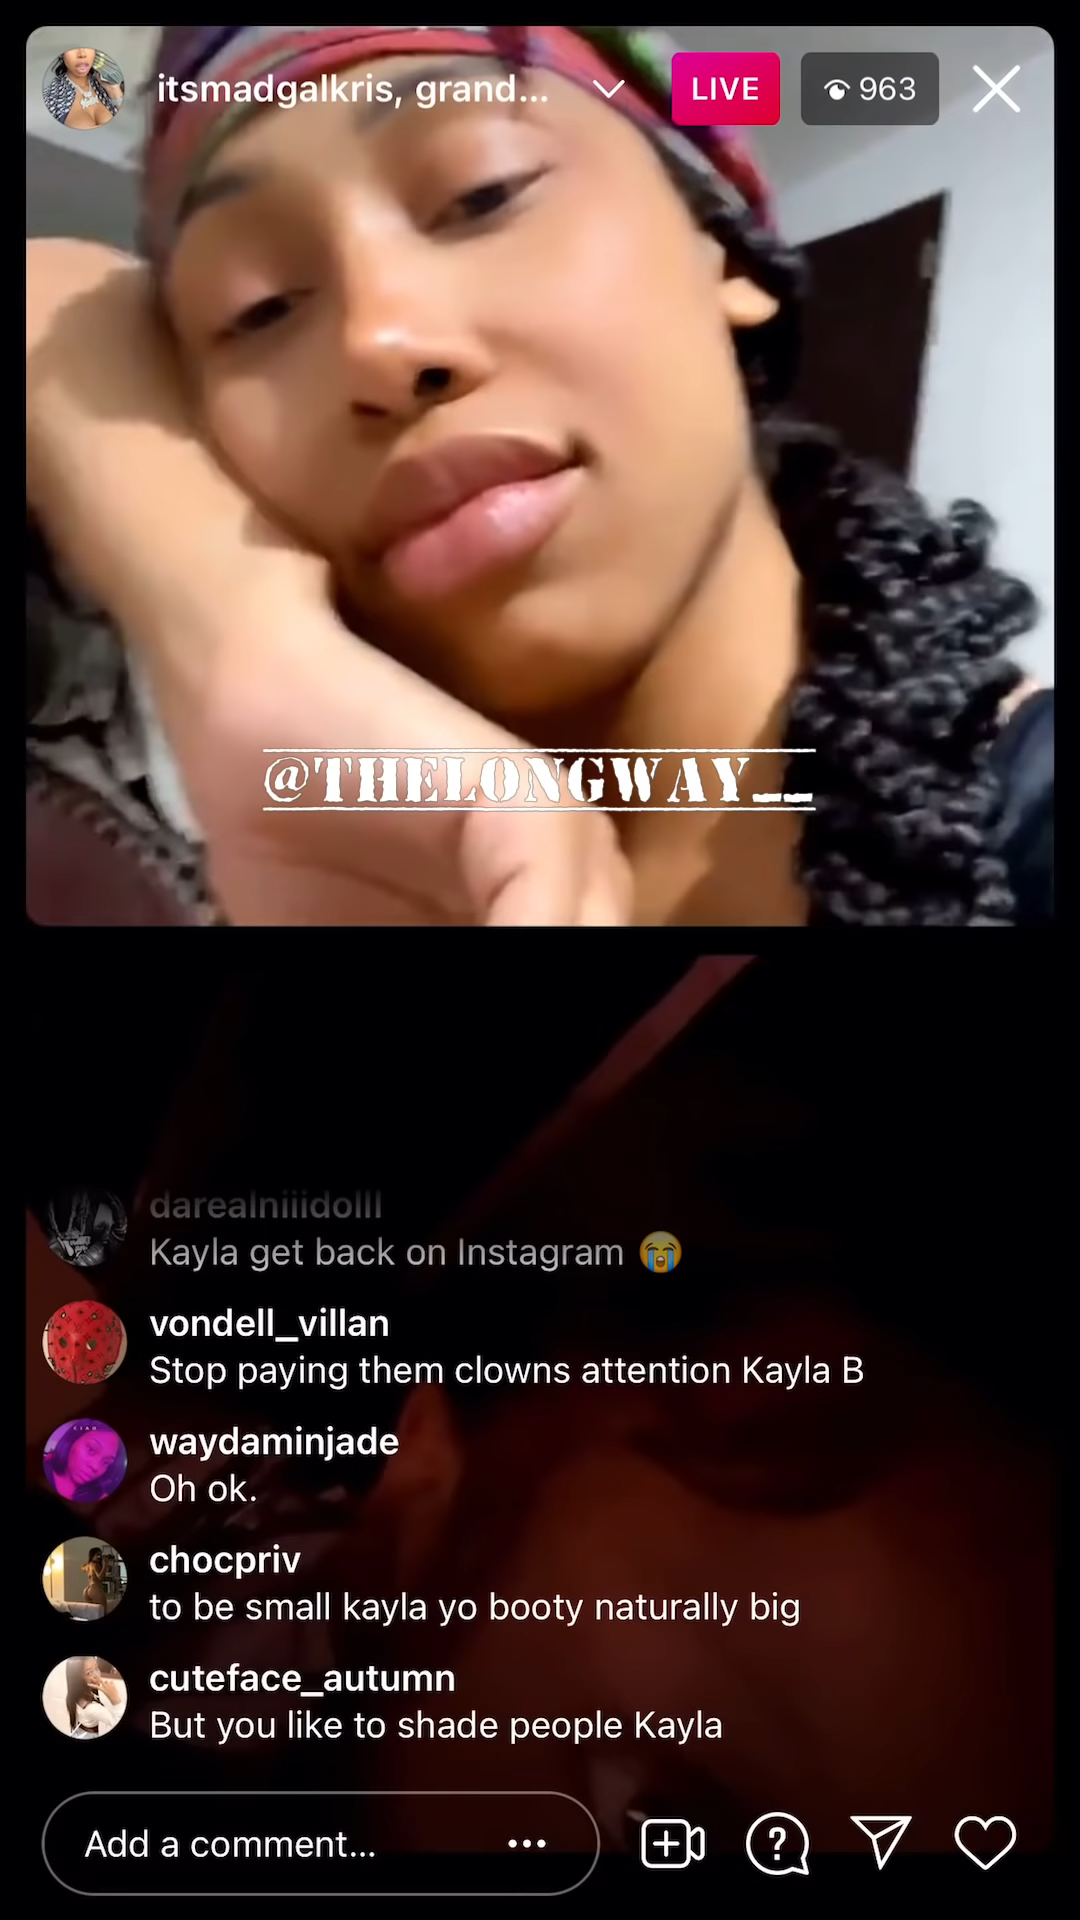 itsmadgalkris, grand...
LIVE
963
@THELONGWAY__
darealniiidolll
Kayla get back on Instagram 😭
vondell_villan
Stop paying them clowns attention Kayla B
waydaminjade
Oh ok.
chocpriv
to be small kayla yo booty naturally big
cuteface_autumn
But you like to shade people Kayla
Add a comment...